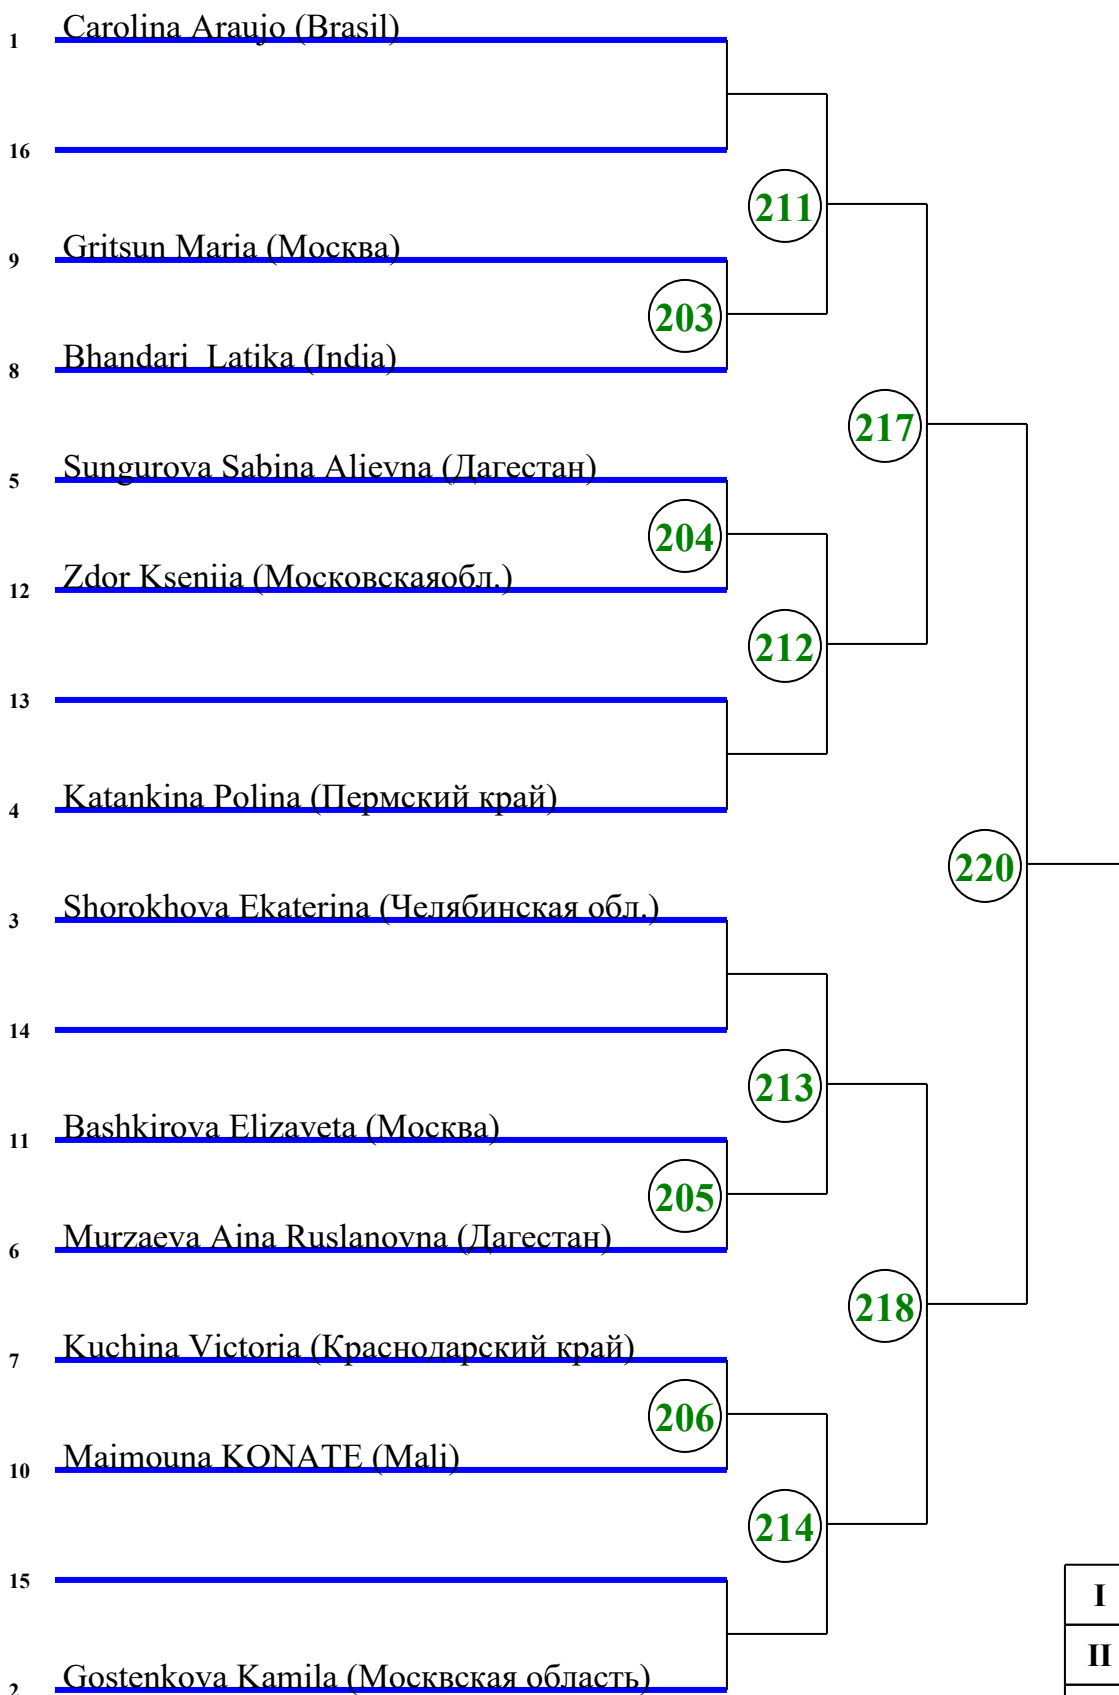 1 Carolina Araujo (Brasil)
16
211
9 Gritsun Maria (Москва)
203
8 Bhandari Latika (India)
217
5 Sungurova Sabina Alievna (Дагестан)
204
12 Zdor Kseniia (Московскаяобл.)
212
13
4 Katankina Polina (Пермский край)
220
3 Shorokhova Ekaterina (Челябинская обл.)
14
213
11 Bashkirova Elizaveta (Москва)
205
6 Murzaeva Aina Ruslanovna (Дагестан)
218
7 Kuchina Victoria (Краснодарский край)
206
10 Maimouna KONATE (Mali)
214
15
I
II
2 Gostenkova Kamila (Москвская область)